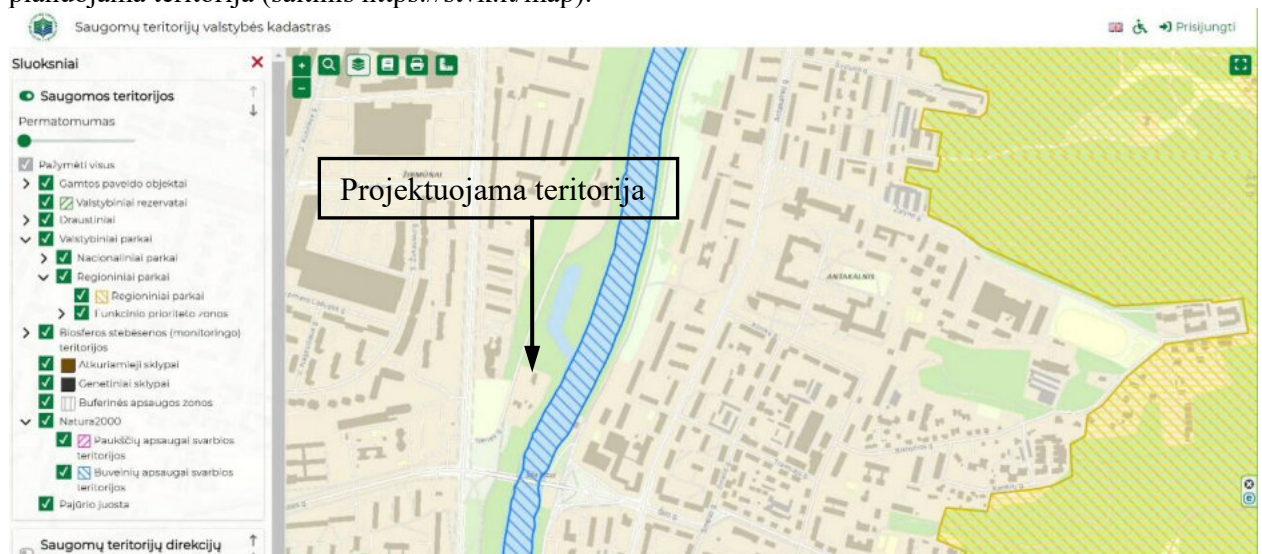 planuojama teritorija (šaltinis https://stvk.lt/map).
Saugomų teritorijų valstybės kadastras
Prisijungti
Sluoksniai
Saugomos teritorijos
Permatomumas
Pažymėti visus
Gamtos paveldo objektai
Valstybiniai rezervatai
Draustiniai
Valstybiniai parkai
Nacionaliniai parkai
Regioniniai parkai
Regioniniai parkai
Funkcinio prioriteto zonos
Biosferos stebėsenos (monitoringo)
teritorijos
Atkuriamieji sklypai
Genetiniai sklypai
Buferinės apsaugos zonos
Natura2000
Paukščių apsaugai svarbios
teritorijos
Buveinių apsaugai svarbios
teritorijos
Pajūrio juosta
Saugomų teritorijų direkcijų
ŽIRMŪNAI
Projektuojama teritorija
ANTAKALNIS
Antakalnio g.